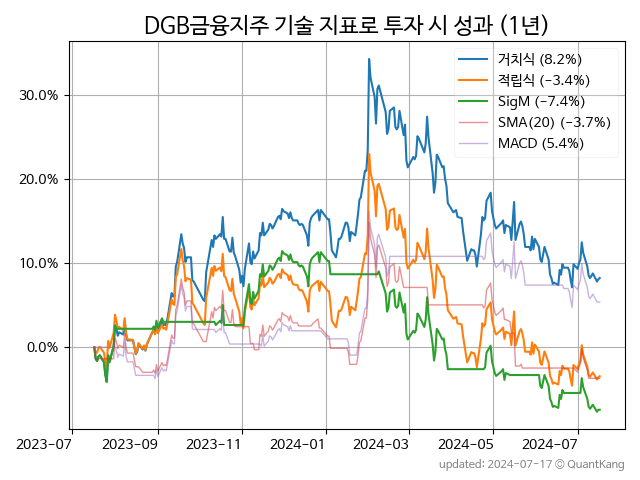 DGB금융지주 기술 지표로 투자 시 성과 (1년)
거치식 (8.2%)
적립식 (−3.4%)
SigM (−7.4%)
SMA(20) (−3.7%)
MACD (5.4%)
30.0%
20.0%
10.0%
0.0%
2023-07 2023-09 2023-11 2024-01 2024-03 2024-05 2024-07
updated: 2024-07-17 © QuantKang